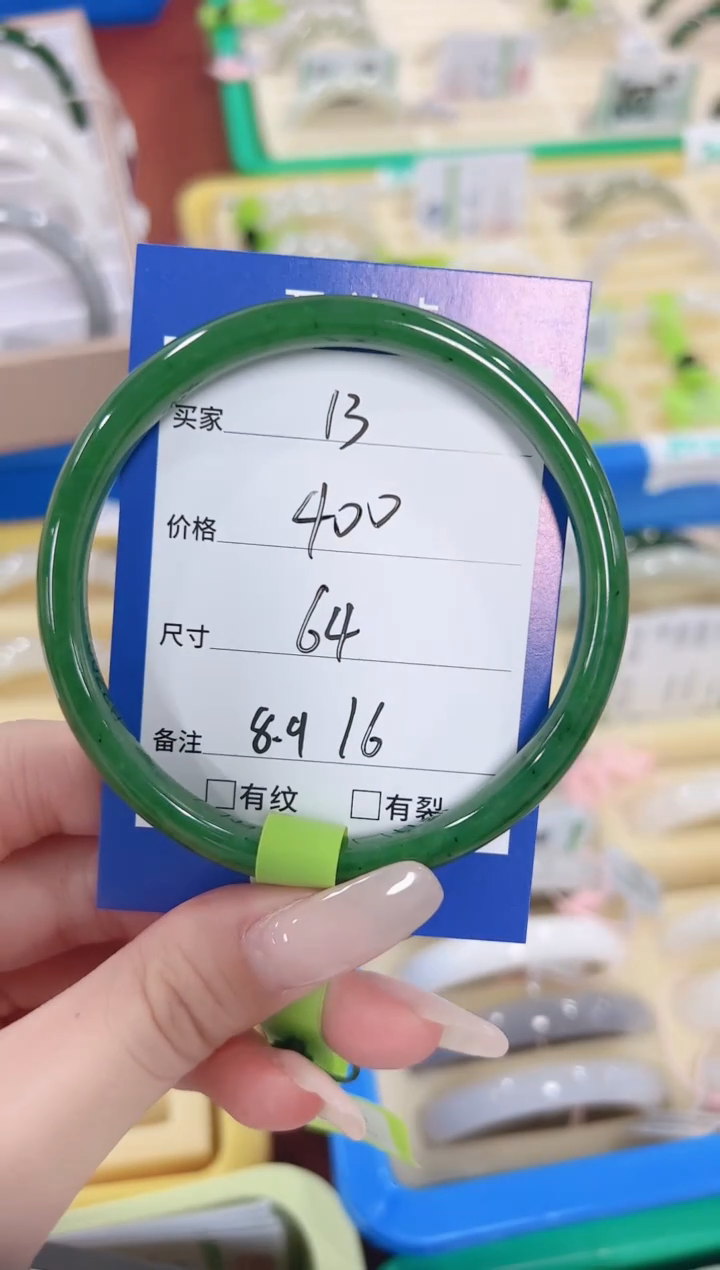 买家 13
价格 400
尺寸 64
备注 8.9 16
□有纹 □有裂